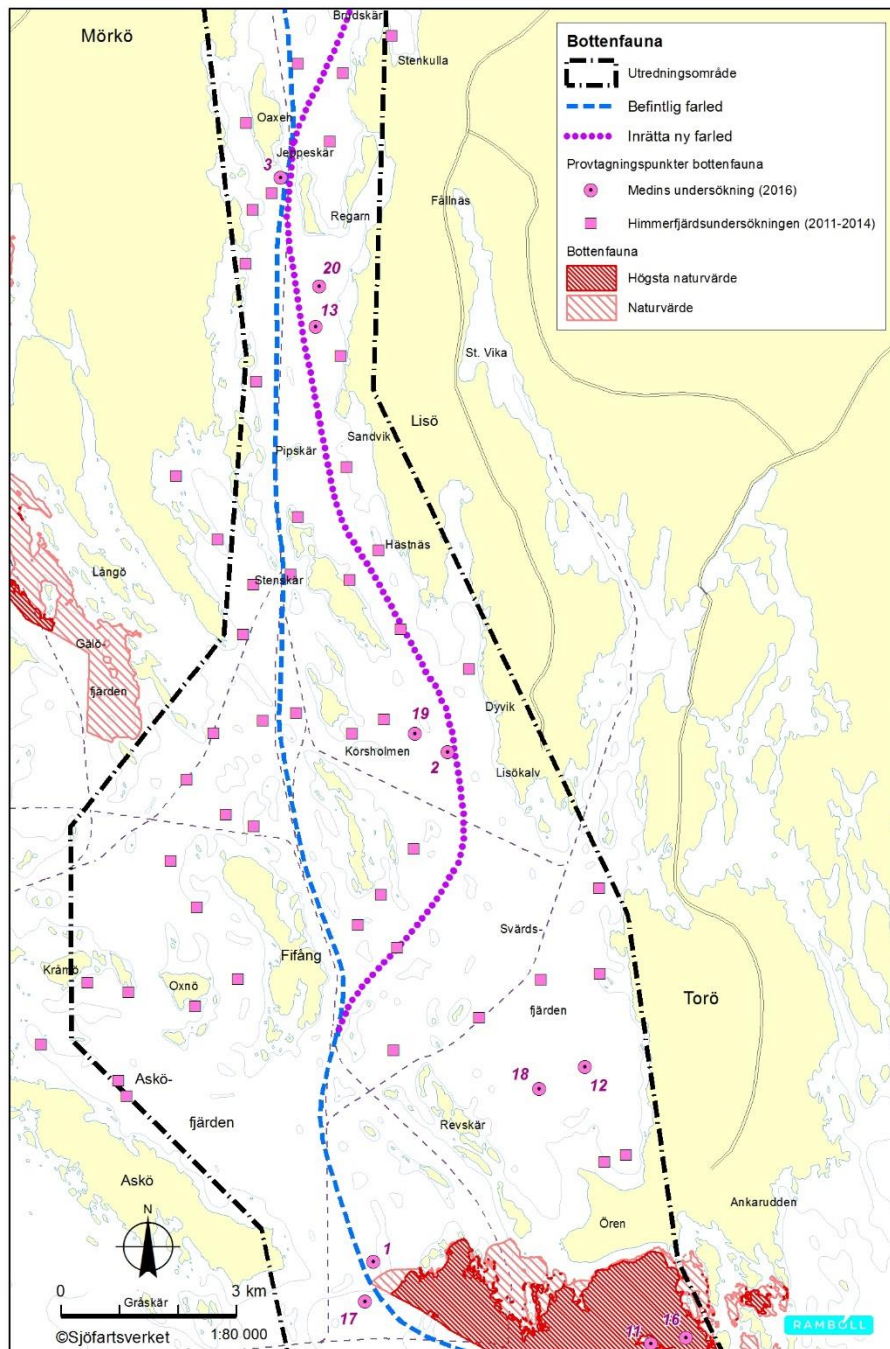 Mörkö
Brudskär
Stenkulla
Oaxen
Jeppeskär
3
Regarn
Fållnäs
20
13
St. Vika
Lisö
Sandvik
Pipskär
Hästnäs
Stenskär
Långö
Gälö-
fjärden
Dyvik
19
Korsholmen
2
Lisökalv
Svärds-
fjärden
Fifång
Kråmö
Oxnö
Torö
18
12
Askö-
fjärden
Revskär
Askö
Ören
Ankarudden
1
17
11
16
Bottenfauna
Utredningsområde
Befintlig farled
Inrätta ny farled
Provtagningspunkter bottenfauna
Medins undersökning (2016)
Himmerfjärdsundersökningen (2011-2014)
Bottenfauna
Högsta naturvärde
Naturvärde
N
0 3 km
Gråskär
©Sjöfartsverket 1:80 000
RAMBOLL